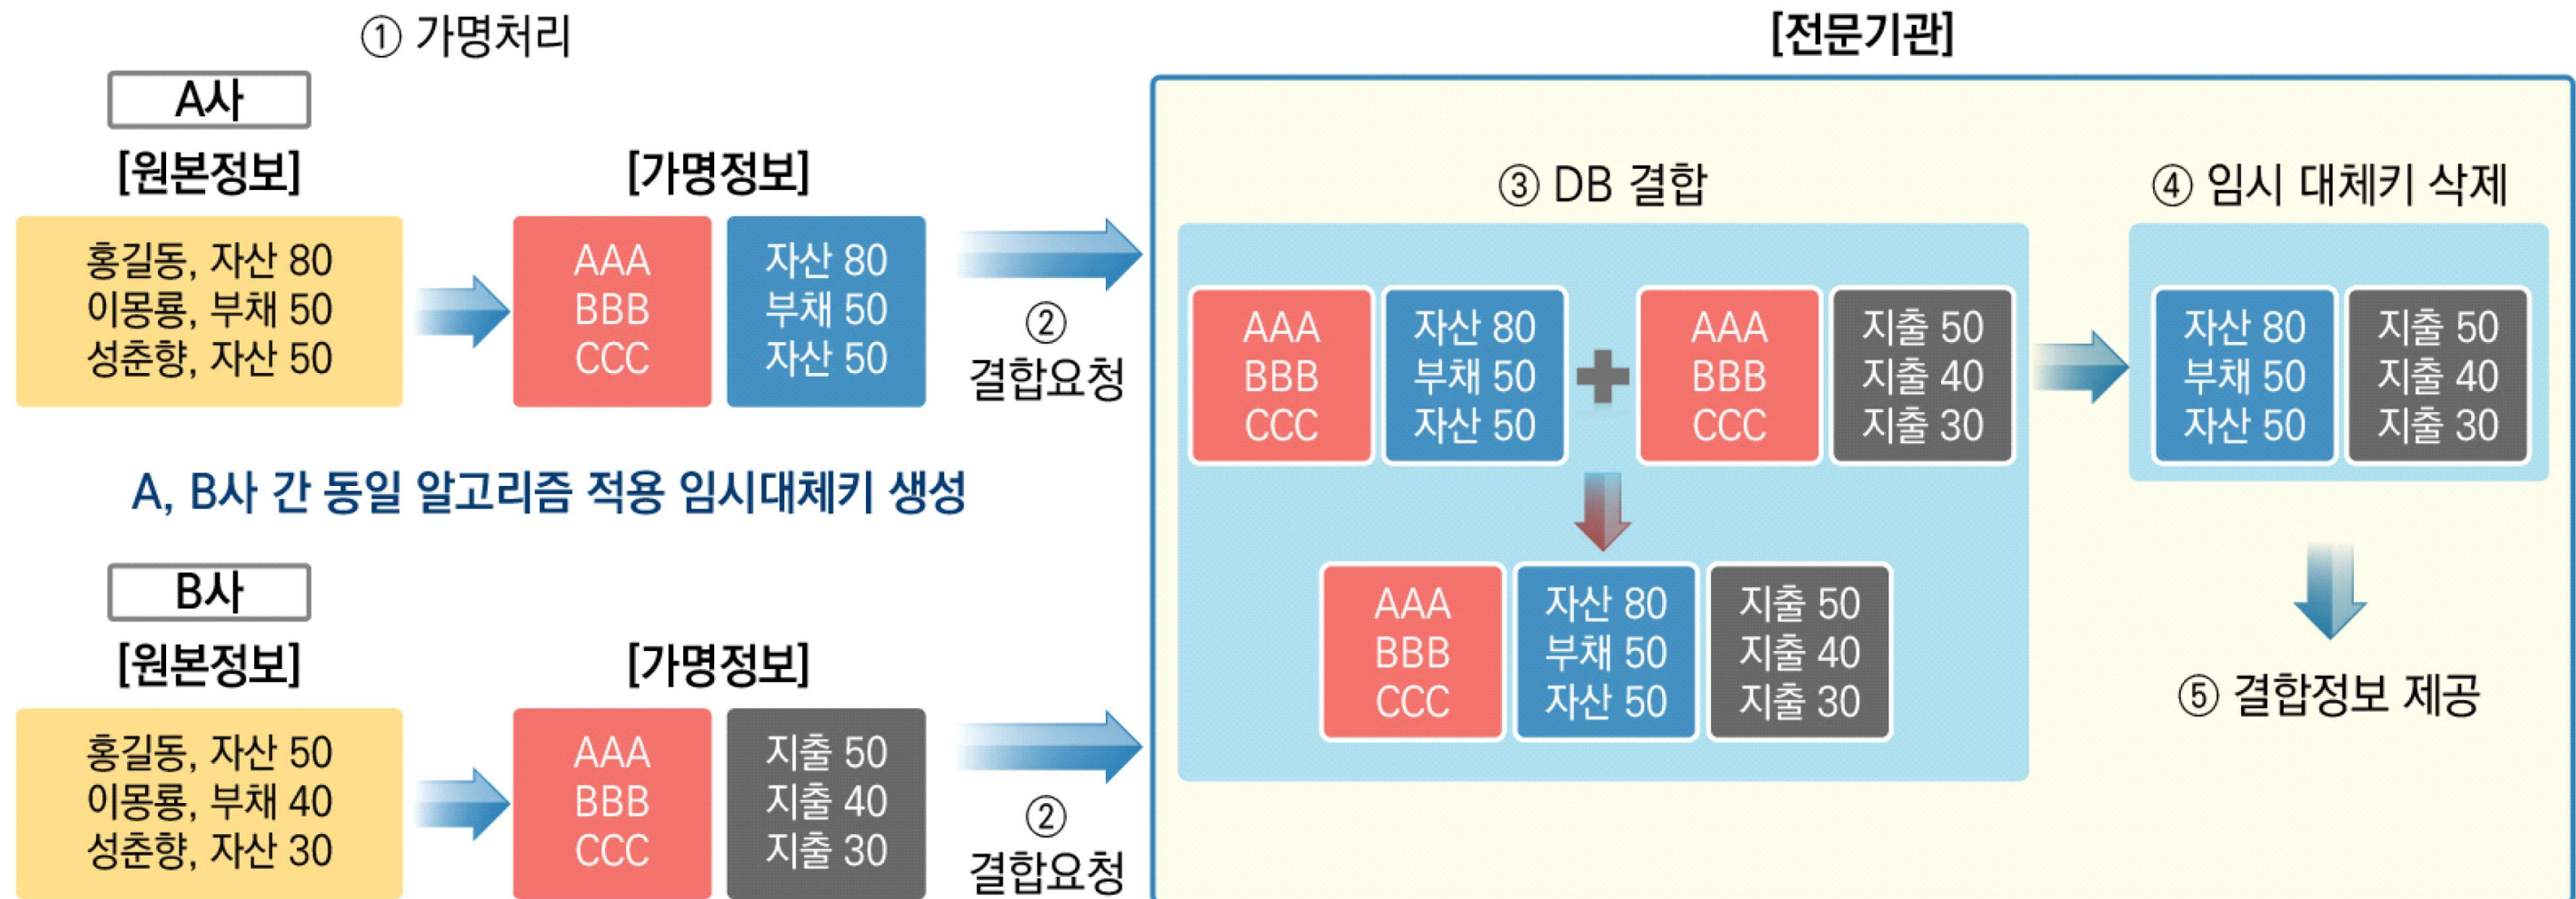 ① 가명처리
A사
[원본정보]
홍길동, 자산 80
이몽룡, 부채 50
성춘향, 자산 50
[가명정보]
AAA
BBB
CCC
자산 80
부채 50
자산 50
②
결합요청
A, B사 간 동일 알고리즘 적용 임시대체키 생성
B사
[원본정보]
홍길동, 자산 50
이몽룡, 부채 40
성춘향, 자산 30
[가명정보]
AAA
BBB
CCC
지출 50
지출 40
지출 30
②
결합요청
[전문기관]
③ DB 결합
AAA
BBB
CCC
자산 80
부채 50
자산 50
AAA
BBB
CCC
지출 50
지출 40
지출 30
AAA
BBB
CCC
자산 80
부채 50
자산 50
지출 50
지출 40
지출 30
④ 임시 대체키 삭제
자산 80
부채 50
자산 50
지출 50
지출 40
지출 30
⑤ 결합정보 제공